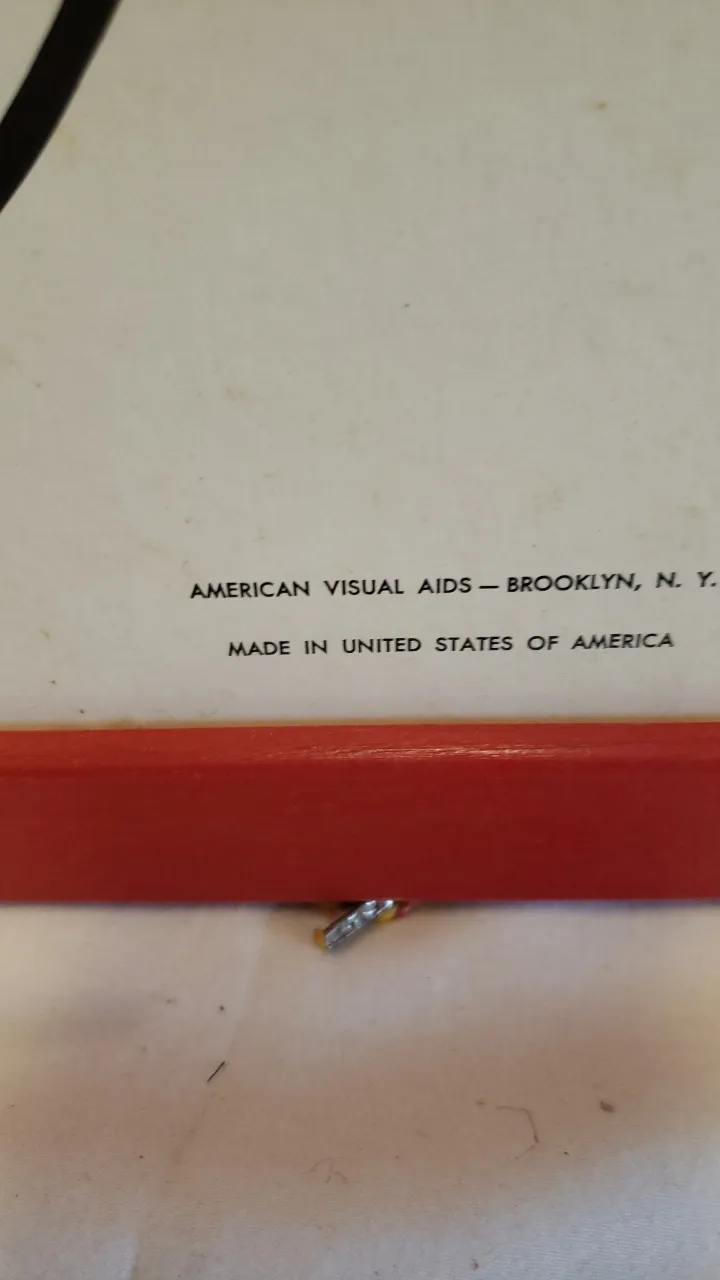 AMERICAN VISUAL AIDS — BROOKLYN, N. Y.
MADE IN UNITED STATES OF AMERICA